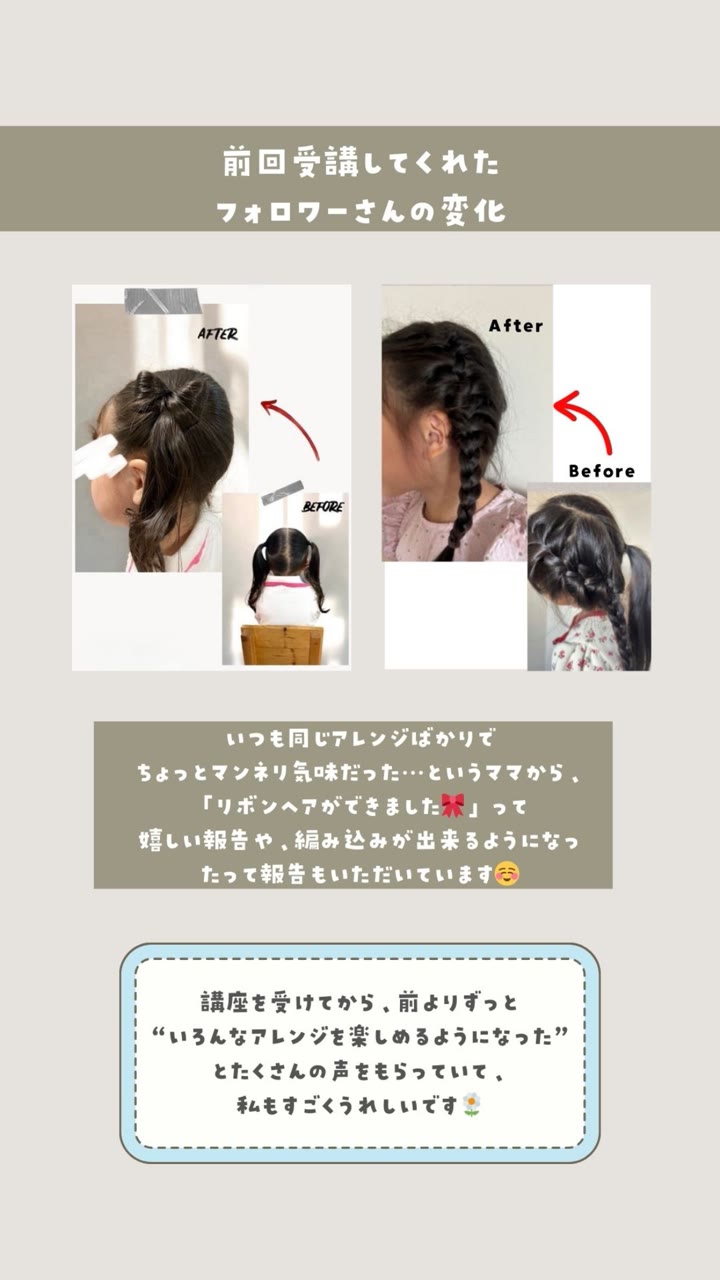 前回受講してくれた
フォロワーさんの変化
AFTER
BEFORE
After
Before
いつも同じアレンジばかりで
ちょっとマンネリ気味だった…というママから、
「リボンヘアができました🎀」って
嬉しい報告や、編み込みが出来るようになっ
たって報告もいただいています☺️
講座を受けてから、前よりずっと
“いろんなアレンジを楽しめるようになった”
とたくさんの声をもらっていて、
私もすごくうれしいです🌼